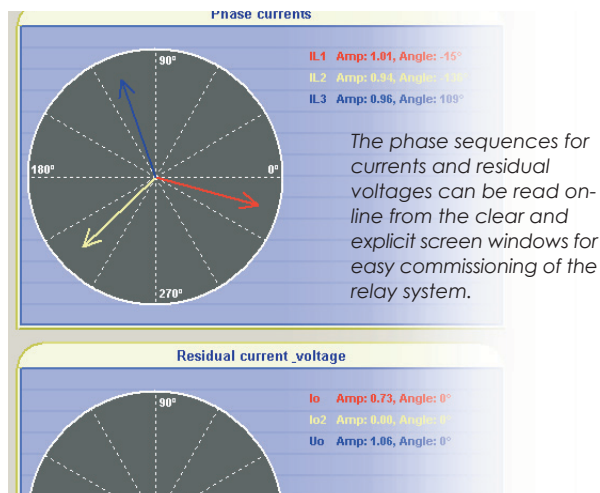 Phase currents
90°
180°
0°
270°
IL1 Amp: 1.01, Angle: -15°
IL2 Amp: 0.94, Angle:
IL3 Amp: 0.96, Angle: 109°
The phase sequences for
currents and residual
voltages can be read on-
line from the clear and
explicit screen windows for
easy commissioning of the
relay system.
Residual current _voltage
90°
Io Amp: 0.73, Angle: 0°
Io2 Amp: 0.00, Angle: 0°
Uo Amp: 1.06, Angle: 0°